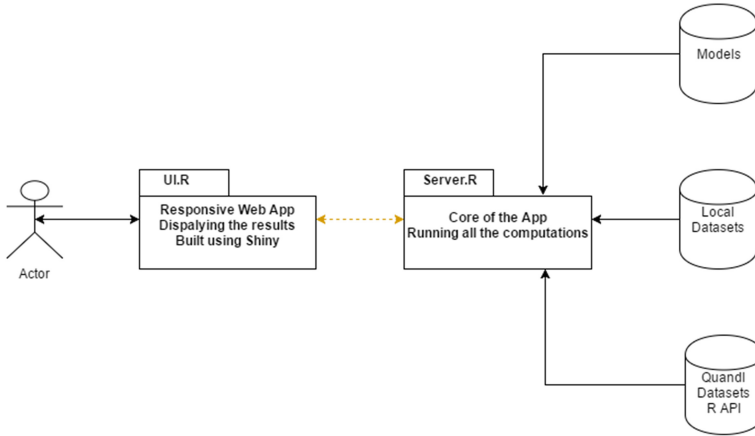 Models
UI.R
Server.R
Responsive Web App
Dispalying the results
Built using Shiny
Core of the App
Running all the computations
Local
Datasets
Actor
Quandl
Datasets
R API